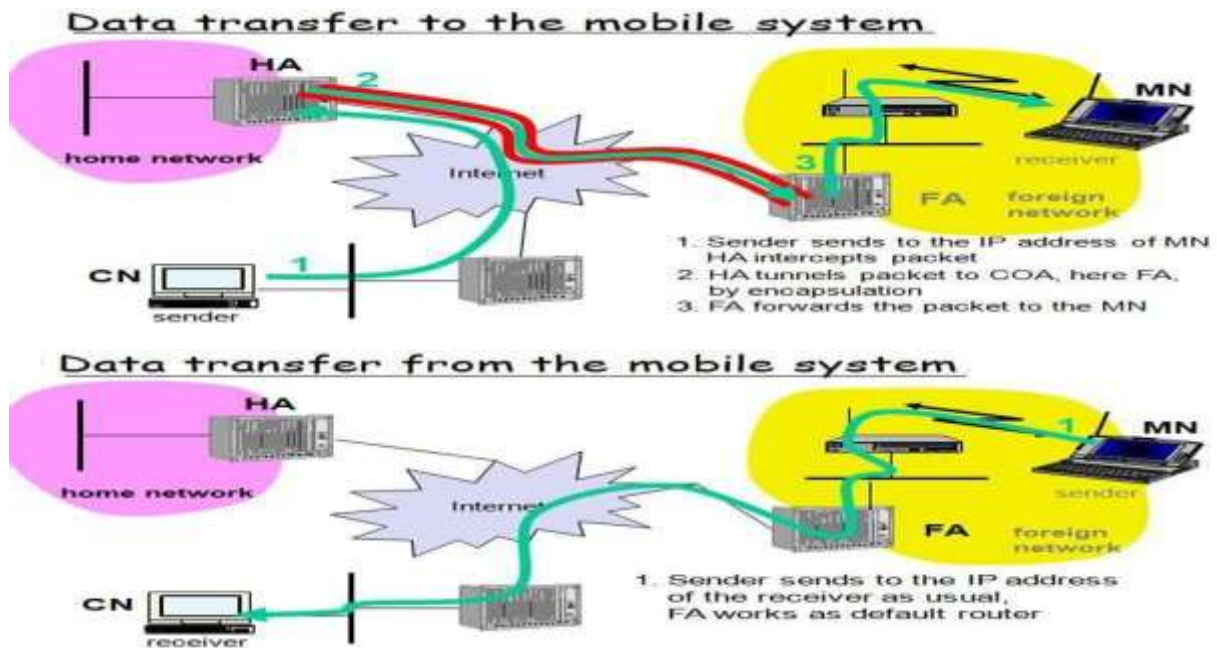 Data transfer to the mobile system
HA
2
MN
home network
Internet
3
receiver
FA
foreign
network
CN
1
sender
1. Sender sends to the IP address of MN
HA intercepts packet
2. HA tunnels packet to COA, here FA,
by encapsulation
3. FA forwards the packet to the MN
Data transfer from the mobile system
HA
1
MN
home network
Internet
sender
FA
foreign
network
CN
receiver
1. Sender sends to the IP address
of the receiver as usual,
FA works as default router